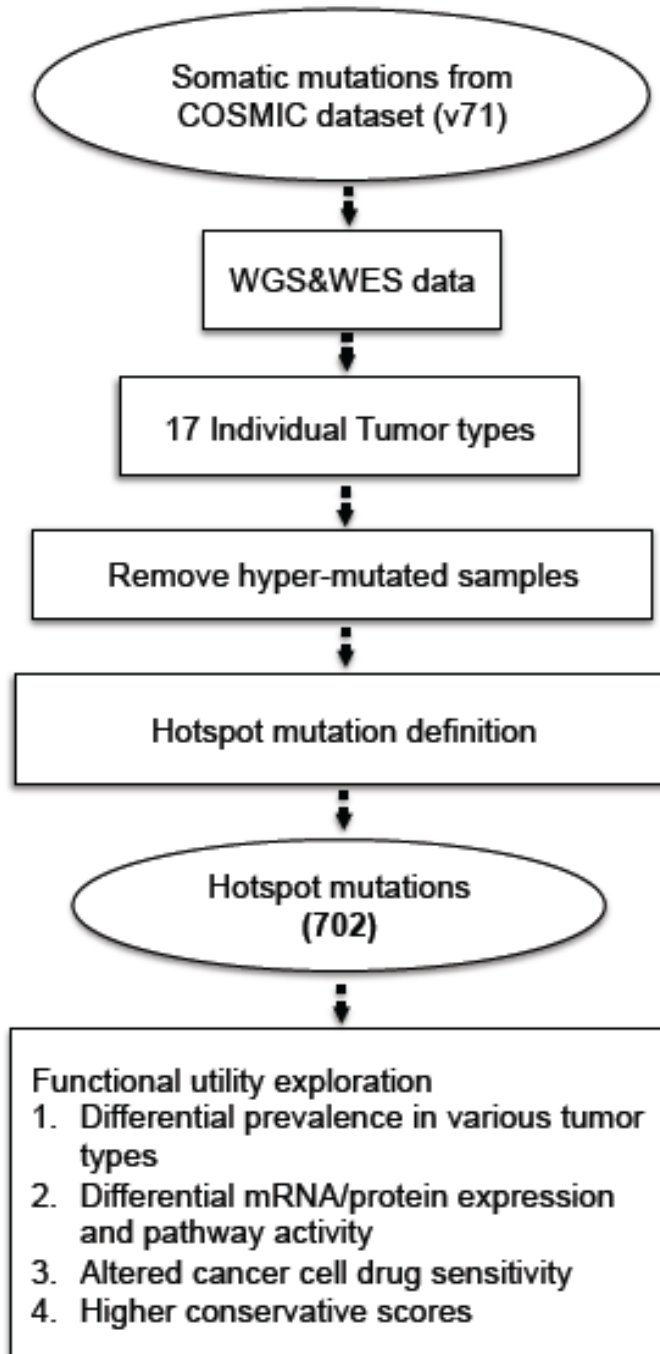 Somatic mutations from
COSMIC dataset (v71)
WGS&WES data
17 Individual Tumor types
Remove hyper-mutated samples
Hotspot mutation definition
Hotspot mutations
(702)
Functional utility exploration
1. Differential prevalence in various tumor
types
2. Differential mRNA/protein expression
and pathway activity
3. Altered cancer cell drug sensitivity
4. Higher conservative scores